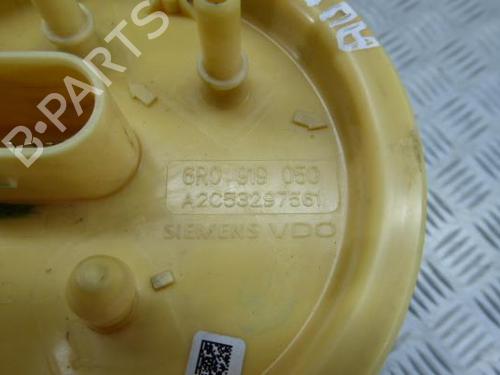 6R0 919 050
A2C53297561
SIEMENS VDO
B-PARTS